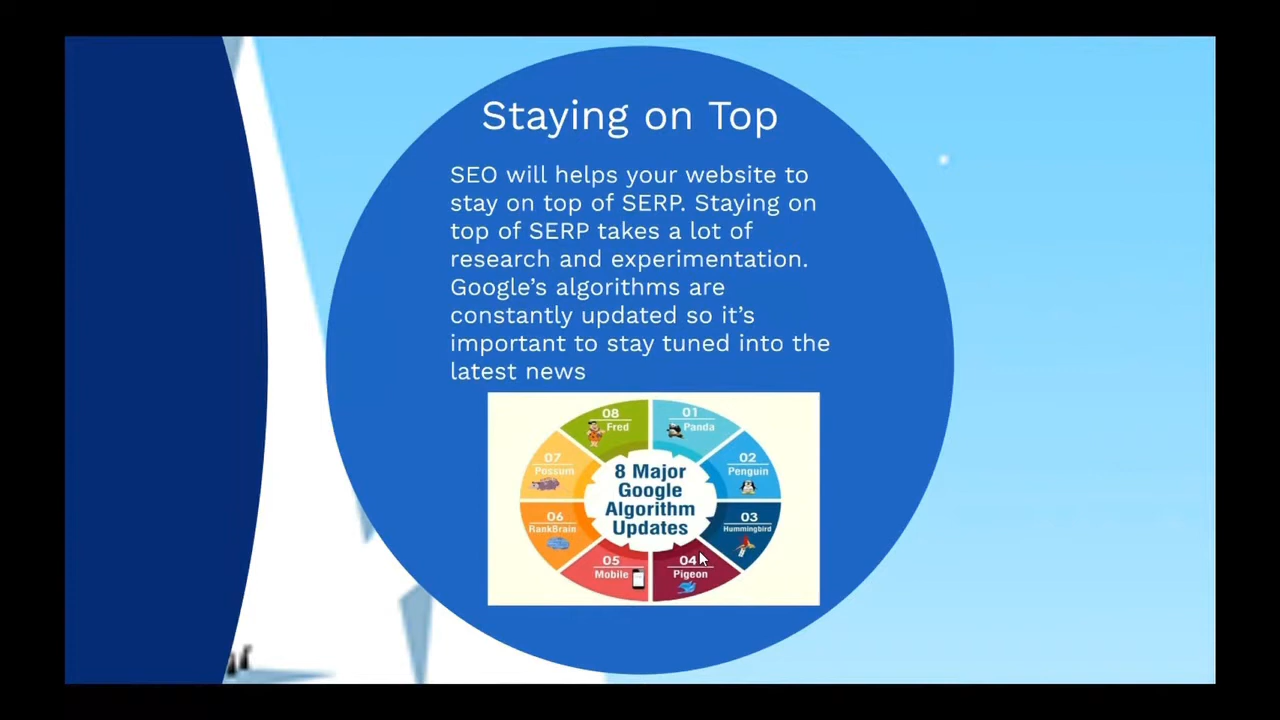 Staying on Top
SEO will helps your website to
stay on top of SERP. Staying on
top of SERP takes a lot of
research and experimentation.
Google's algorithms are
constantly updated so it's
important to stay tuned into the
latest news
8 Major
Google
Algorithm
Updates
01
Panda
02
Penguin
03
Hummingbird
04
Pigeon
05
Mobile
06
RankBrain
07
Possum
08
Fred